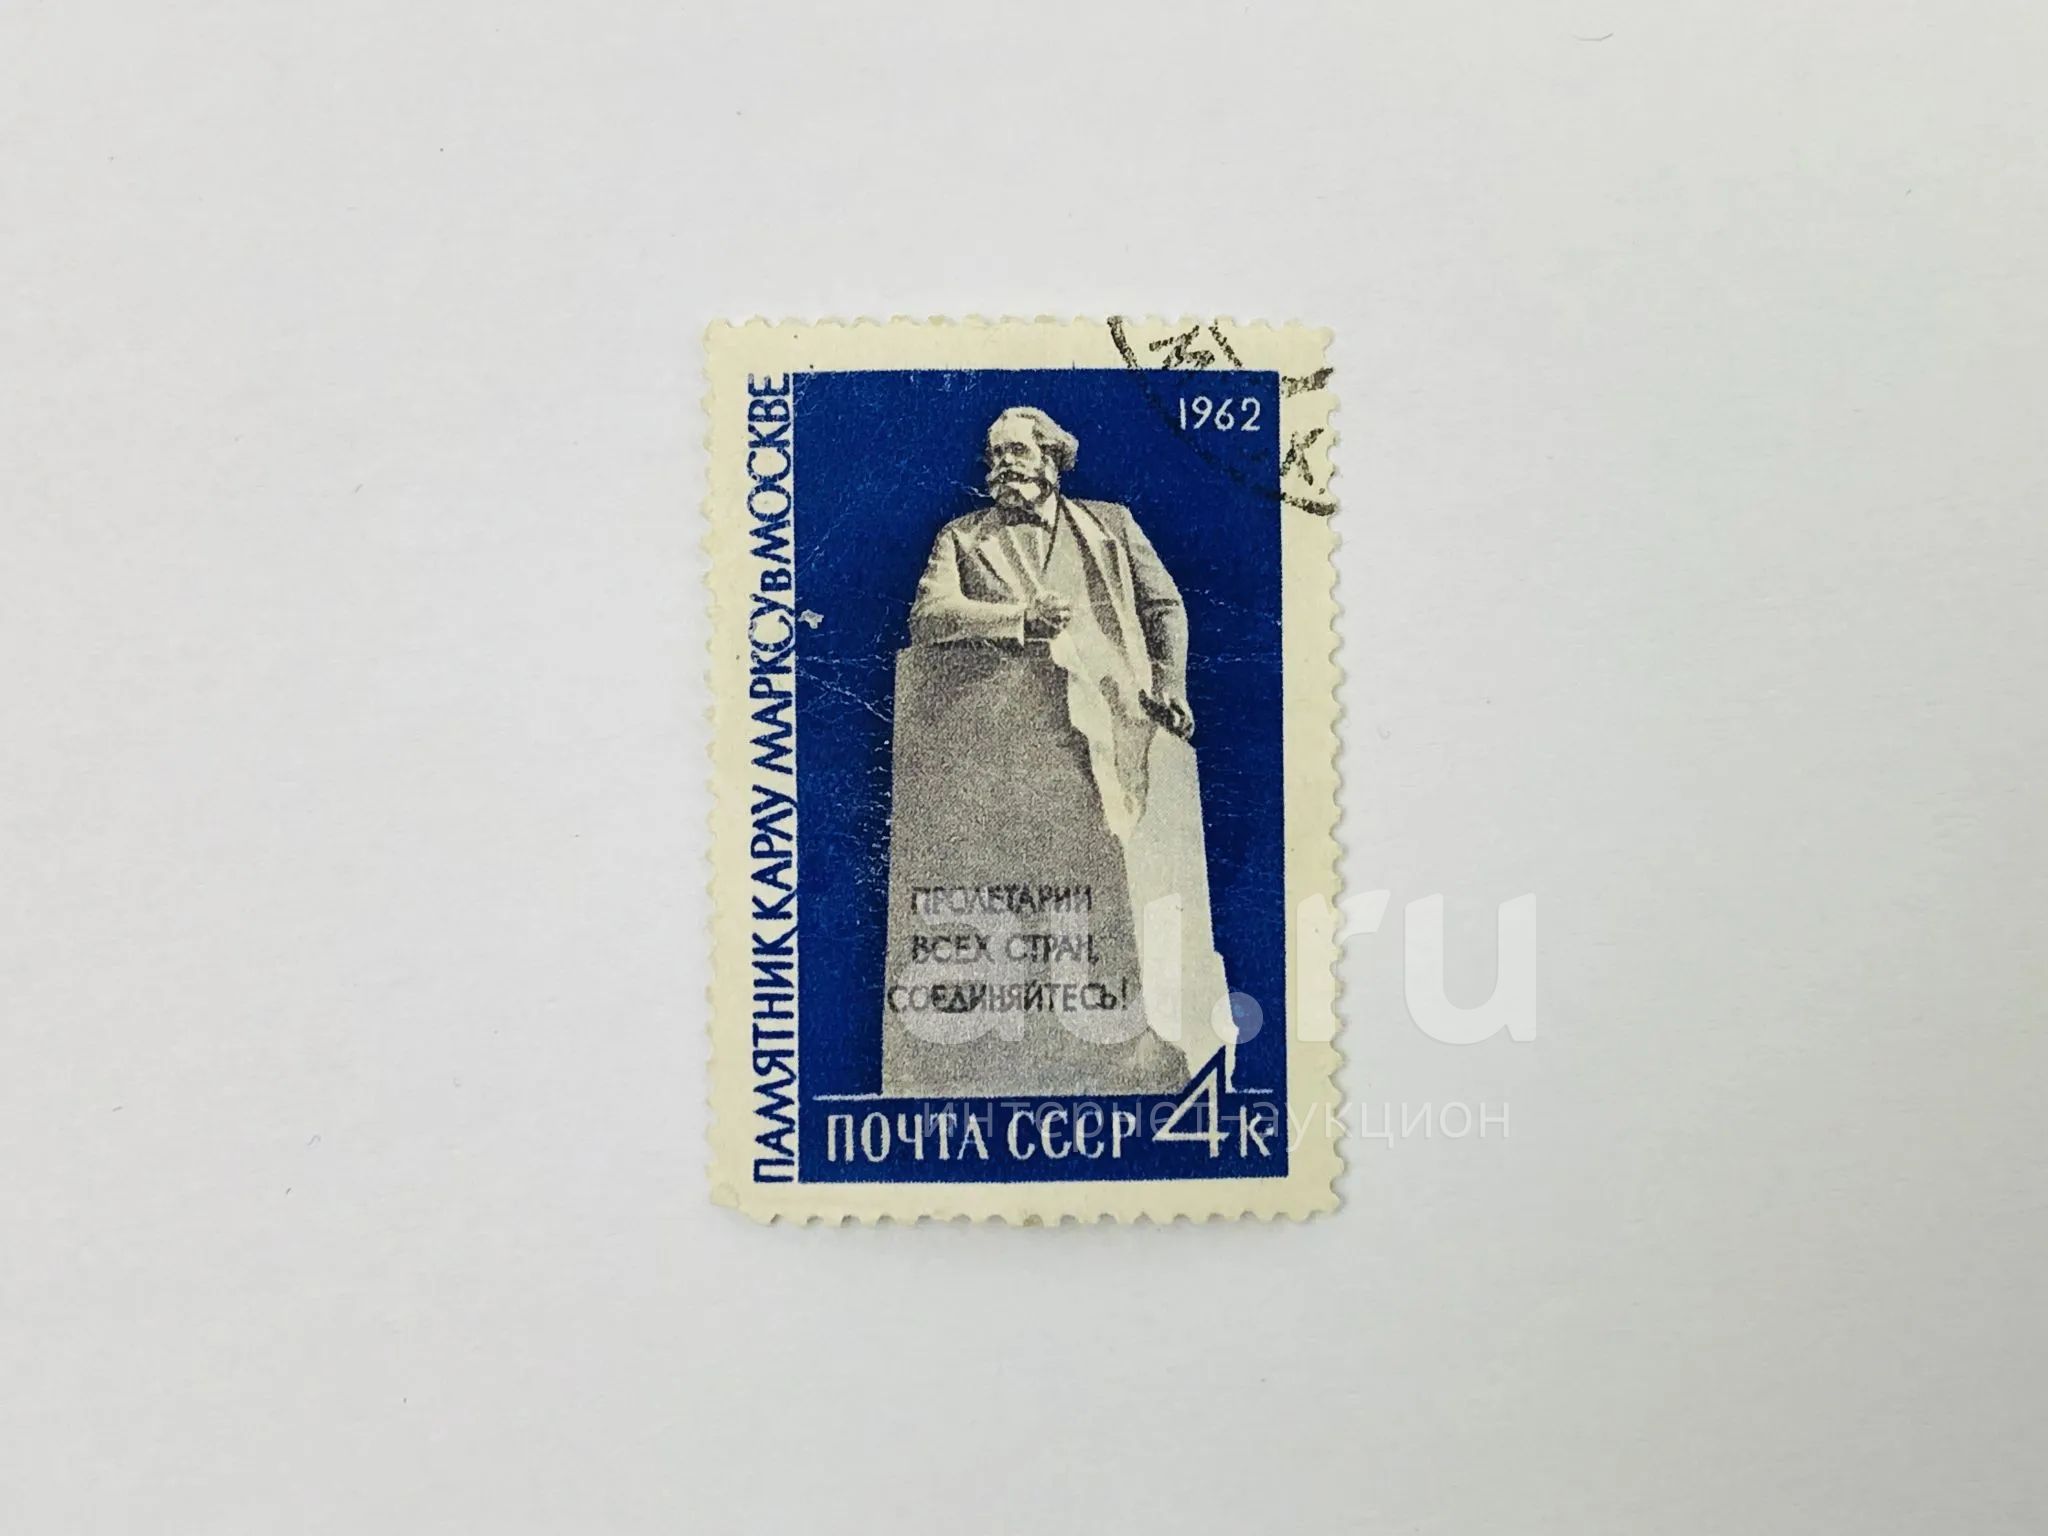 1962
ПАМЯТНИК КАРЛУ МАРКСУ в МОСКВЕ
ПРОЛЕТАРИИ
ВСЕХ СТРАН,
СОЕДИНЯЙТЕСЬ!
ПОЧТА СССР 4 к.
au.ru
интернет-аукцион